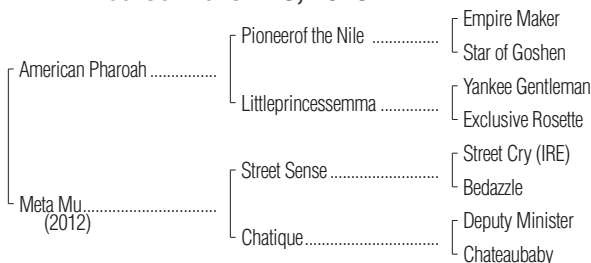 Empire Maker
Pioneerof the Nile ................
Star of Goshen
American Pharoah ................
Yankee Gentleman
Littleprincessemma ..............
Exclusive Rosette
Street Cry (IRE)
Street Sense ..........................
Bedazzle
Meta Mu................................
(2012)
Deputy Minister
Chatique................................
Chateaubaby